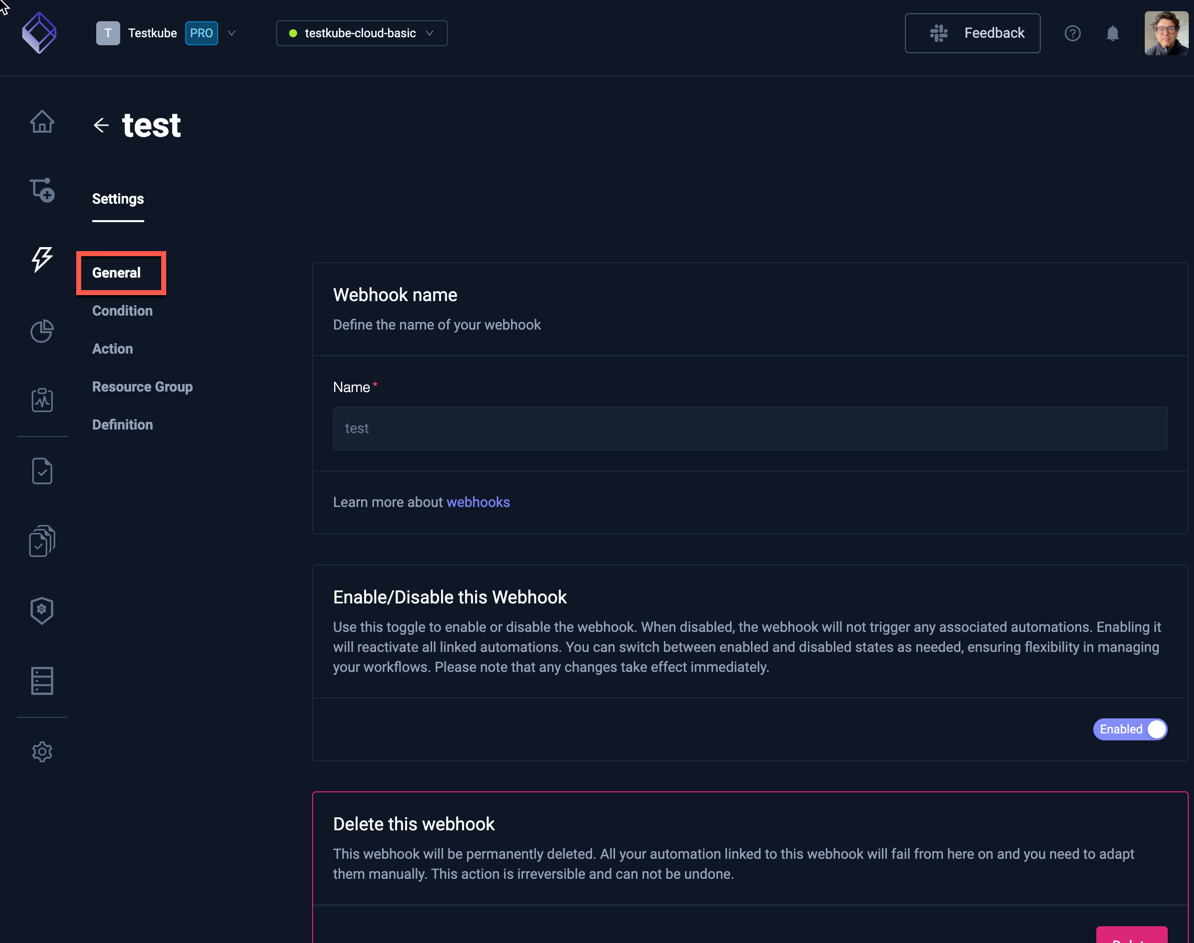 T Testkube PRO testkube-cloud-basic Feedback
test
Settings
General
Condition
Action
Resource Group
Definition
Webhook name
Define the name of your webhook
Name*
test
Learn more about webhooks
Enable/Disable this Webhook
Use this toggle to enable or disable the webhook. When disabled, the webhook will not trigger any associated automations. Enabling it
will reactivate all linked automations. You can switch between enabled and disabled states as needed, ensuring flexibility in managing
your workflows. Please note that any changes take effect immediately.
Enabled
Delete this webhook
This webhook will be permanently deleted. All your automation linked to this webhook will fail from here on and you need to adapt
them manually. This action is irreversible and can not be undone.